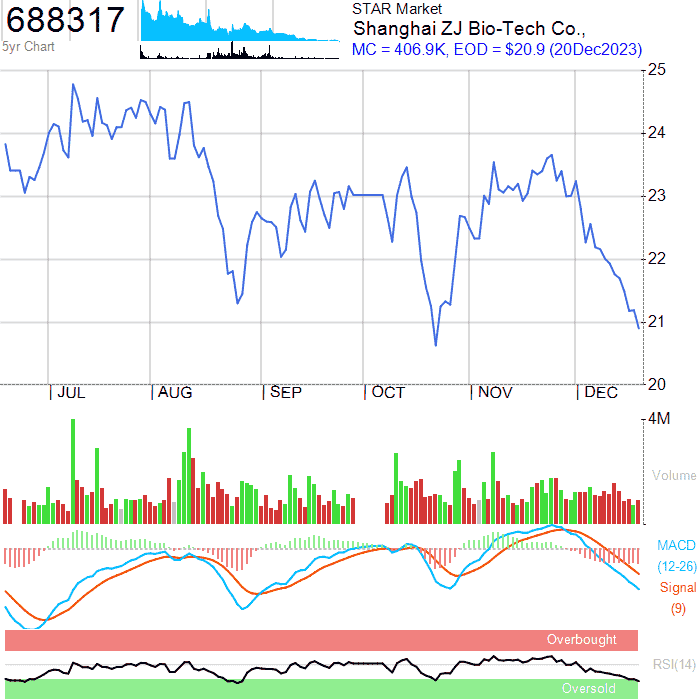 688317
5yr Chart
STAR Market
Shanghai ZJ Bio-Tech Co.,
MC = 406.9K, EOD = $20.9 (20Dec2023)
25
24
23
22
21
20
JUL AUG SEP OCT NOV DEC
4M
Volume
MACD
(12-26)
Signal
(9)
Overbought
RSI(14)
Oversold